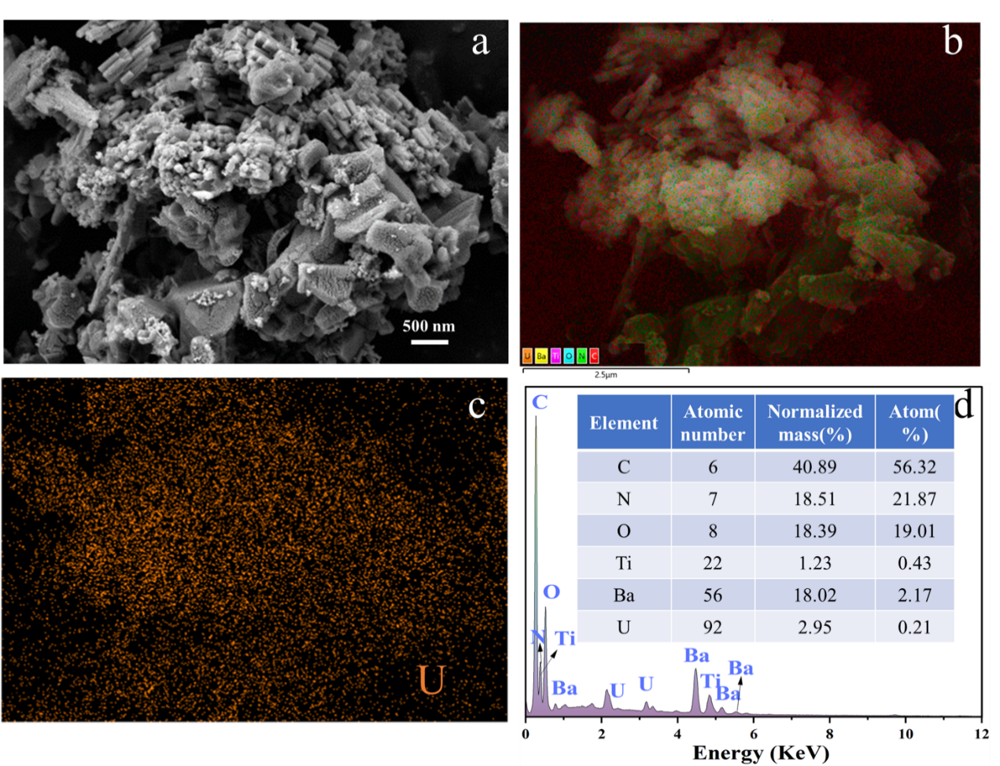 a
500 nm
b
U Ba Ti O N C
2.5μm
c
U
d
C
O
N
Ti
Ba
U
U
Ba
Ti
Ba
Ba
Element Atomic number Normalized mass(%) Atom( %)
C 6 40.89 56.32
N 7 18.51 21.87
O 8 18.39 19.01
Ti 22 1.23 0.43
Ba 56 18.02 2.17
U 92 2.95 0.21
0 2 4 6 8 10 12
Energy (KeV)